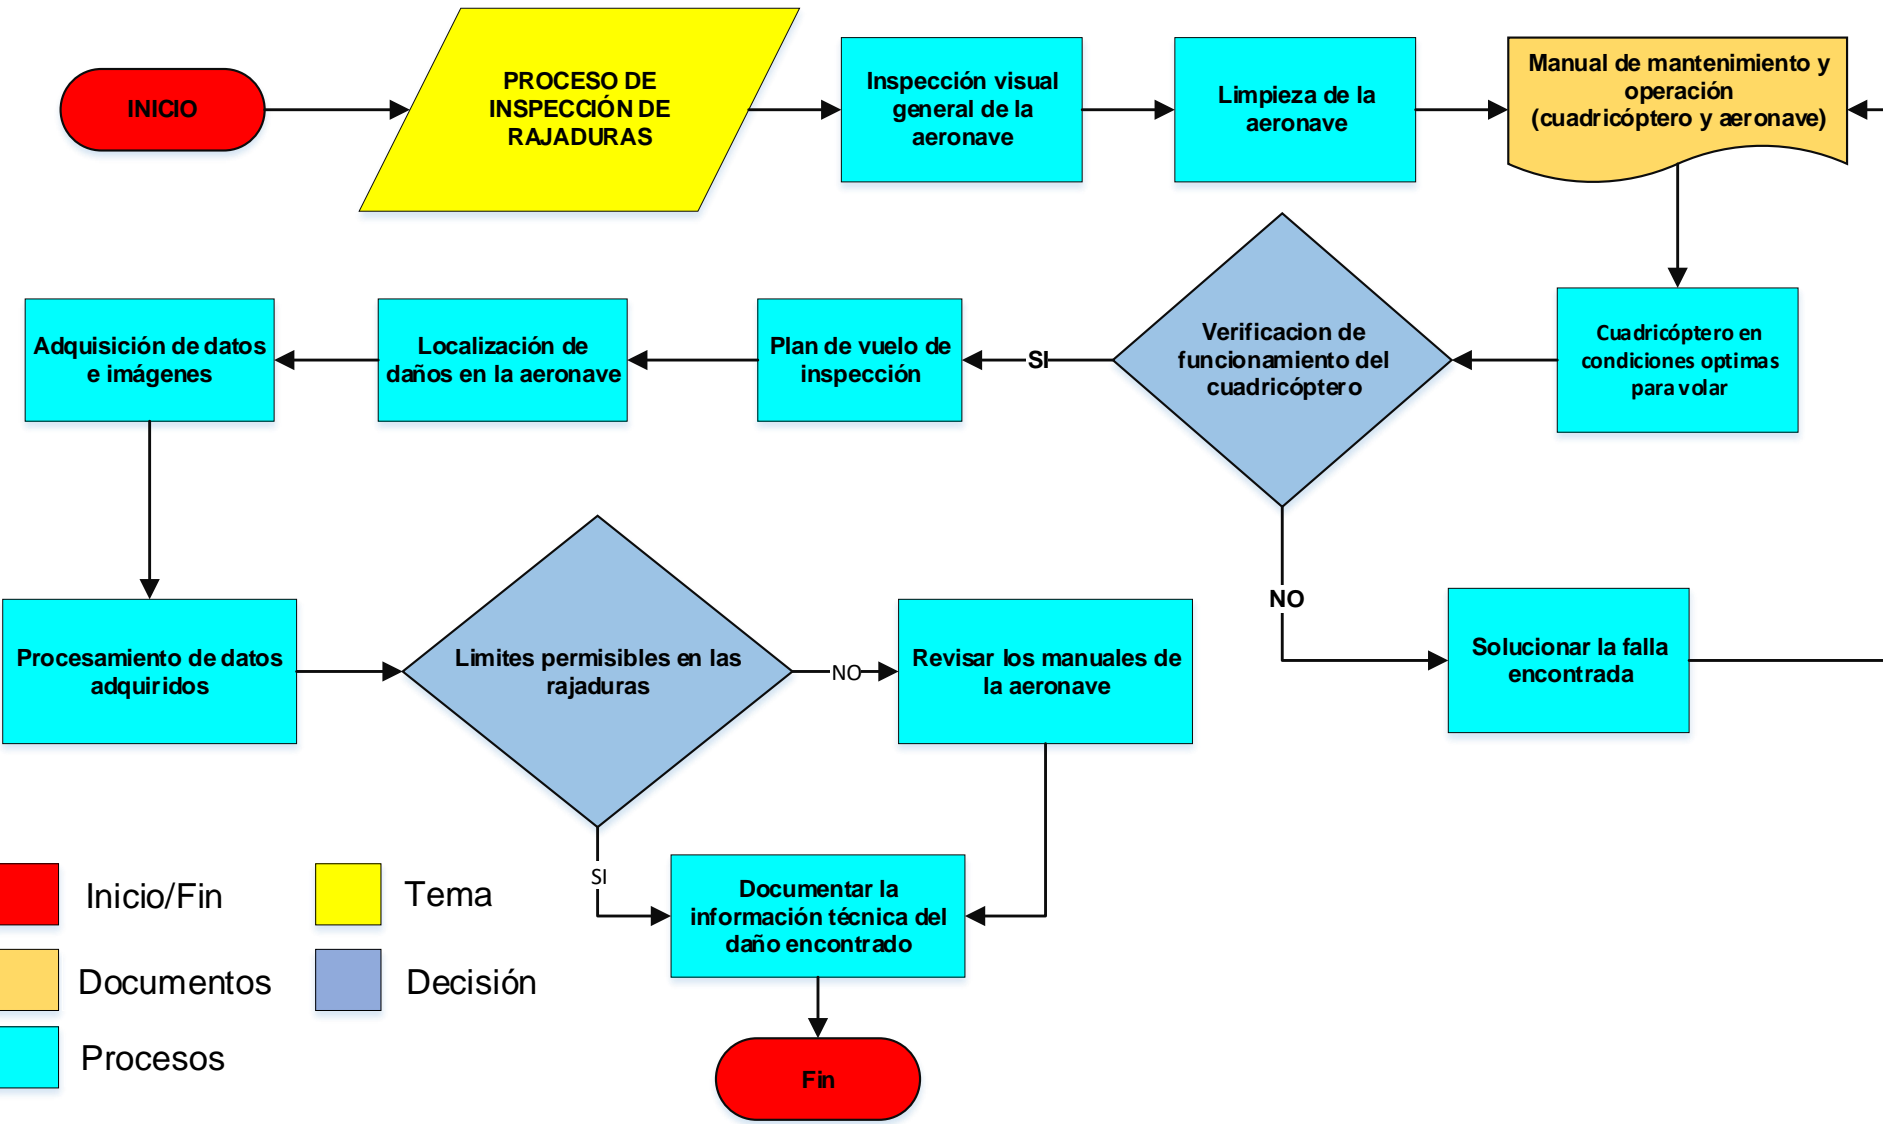 INICIO
PROCESO DE
INSPECCIÓN DE
RAJADURAS
Inspección visual
general de la
aeronave
Limpieza de la
aeronave
Manual de mantenimiento y
operación
(cuadricóptero y aeronave)
Adquisición de datos
e imágenes
Localización de
daños en la aeronave
Plan de vuelo de
inspección
SI
Verificacion de
funcionamiento del
cuadricóptero
Cuadricóptero en
condiciones optimas
para volar
NO
Procesamiento de datos
adquiridos
Limites permisibles en las
rajaduras
NO
Revisar los manuales de
la aeronave
Solucionar la falla
encontrada
SI
Documentar la
información técnica del
daño encontrado
Inicio/Fin
Tema
Documentos
Decisión
Procesos
Fin